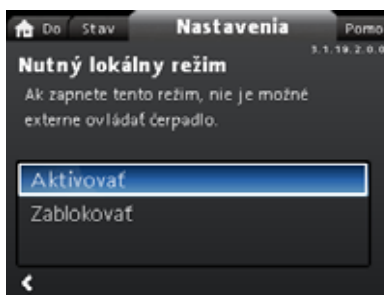 Do Stav Nastavenia Pomo
3.1.19.2.0.0
Nutný lokálny režim
Ak zapnete tento režim, nie je možné
externe ovládať čerpadlo.
Aktivovať
Zablokovať